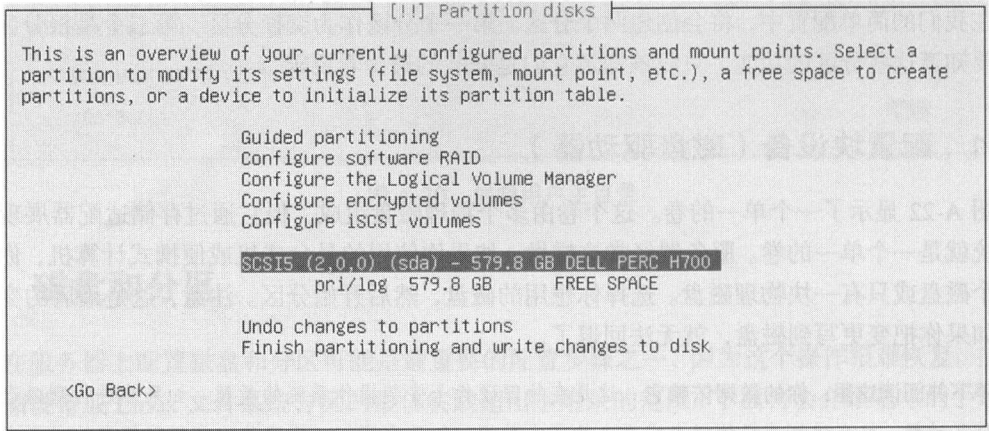 [!!] Partition disks
This is an overview of your currently configured partitions and mount points. Select a
partition to modify its settings (file system, mount point, etc.), a free space to create
partitions, or a device to initialize its partition table.
Guided partitioning
Configure software RAID
Configure the Logical Volume Manager
Configure encrypted volumes
Configure iSCSI volumes
SCSI5 (2,0,0) (sda) - 579.8 GB DELL PERC H700
pri/log 579.8 GB FREE SPACE
Undo changes to partitions
Finish partitioning and write changes to disk
<Go Back>